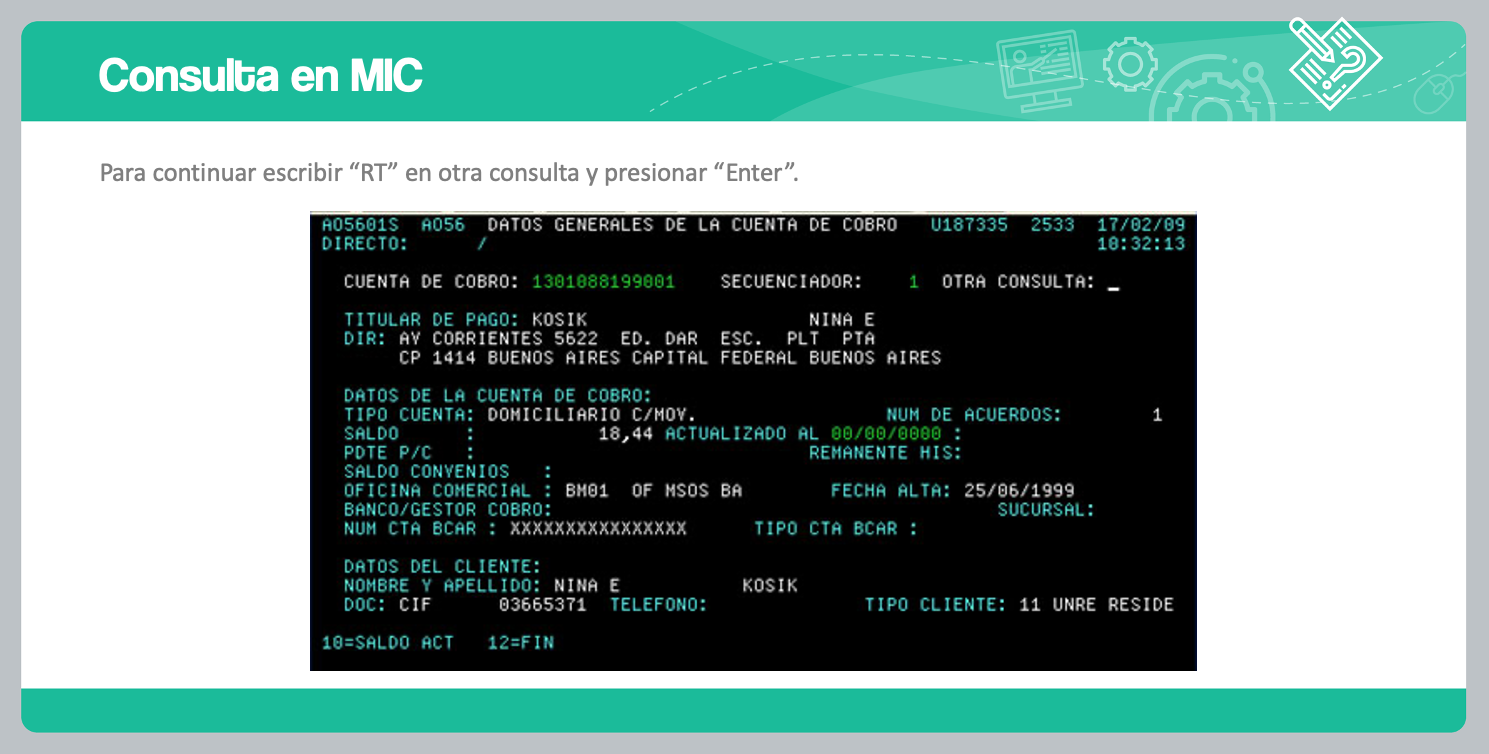 Consulta en MIC
Para continuar escribir “RT” en otra consulta y presionar “Enter”.
AO5601S AO56 DATOS GENERALES DE LA CUENTA DE COBRO U187335 2533 17/02/09
DIRECTO: / 10:32:13
CUENTA DE COBRO: 1301088199001 SECUENCIADOR: 1 OTRA CONSULTA: _
TITULAR DE PAGO: KOSIK NINA E
DIR: AV CORRIENTES 5622 ED. DAR ESC. PLT PTA
CP 1414 BUENOS AIRES CAPITAL FEDERAL BUENOS AIRES
DATOS DE LA CUENTA DE COBRO:
TIPO CUENTA: DOMICILIARIO C/MOV. NUM DE ACUERDOS: 1
SALDO : 18,44 ACTUALIZADO AL 00/00/0000 :
PDTE P/C : REMANENTE HIS:
SALDO CONVENIOS :
OFICINA COMERCIAL : BM01 OF MSOS BA FECHA ALTA: 25/06/1999
BANCO/GESTOR COBRO: SUCURSAL:
NUM CTA BCAR : XXXXXXXXXXXXXXXX TIPO CTA BCAR :
DATOS DEL CLIENTE:
NOMBRE Y APELLIDO: NINA E KOSIK
DOC: CIF 03665371 TELEFONO: TIPO CLIENTE: 11 UNRE RESIDE
10=SALDO ACT 12=FIN